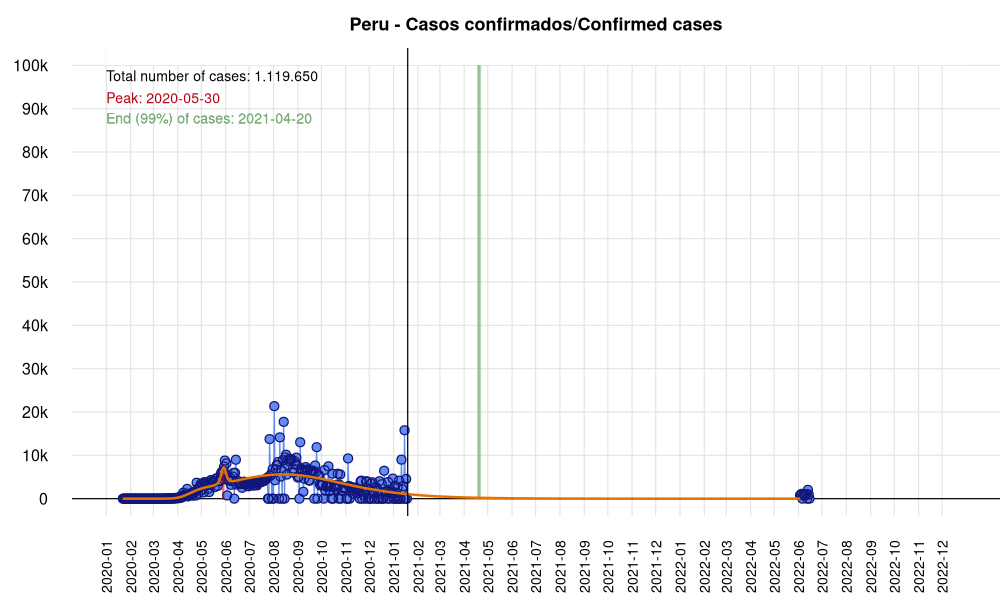 Peru - Casos confirmados/Confirmed cases
Total number of cases: 1.119.650
Peak: 2020-05-30
End (99%) of cases: 2021-04-20
100k
90k
80k
70k
60k
50k
40k
30k
20k
10k
0
2020-01
2020-02
2020-03
2020-04
2020-05
2020-06
2020-07
2020-08
2020-09
2020-10
2020-11
2020-12
2021-01
2021-02
2021-03
2021-04
2021-05
2021-06
2021-07
2021-08
2021-09
2021-10
2021-11
2021-12
2022-01
2022-02
2022-03
2022-04
2022-05
2022-06
2022-07
2022-08
2022-09
2022-10
2022-11
2022-12